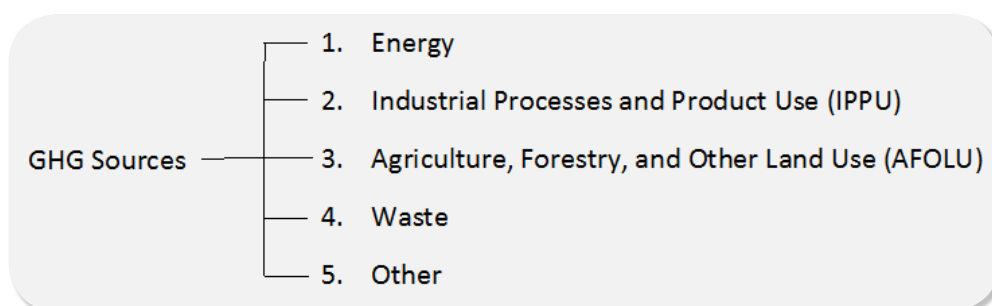 1. Energy
2. Industrial Processes and Product Use (IPPU)
GHG Sources
3. Agriculture, Forestry, and Other Land Use (AFOLU)
4. Waste
5. Other